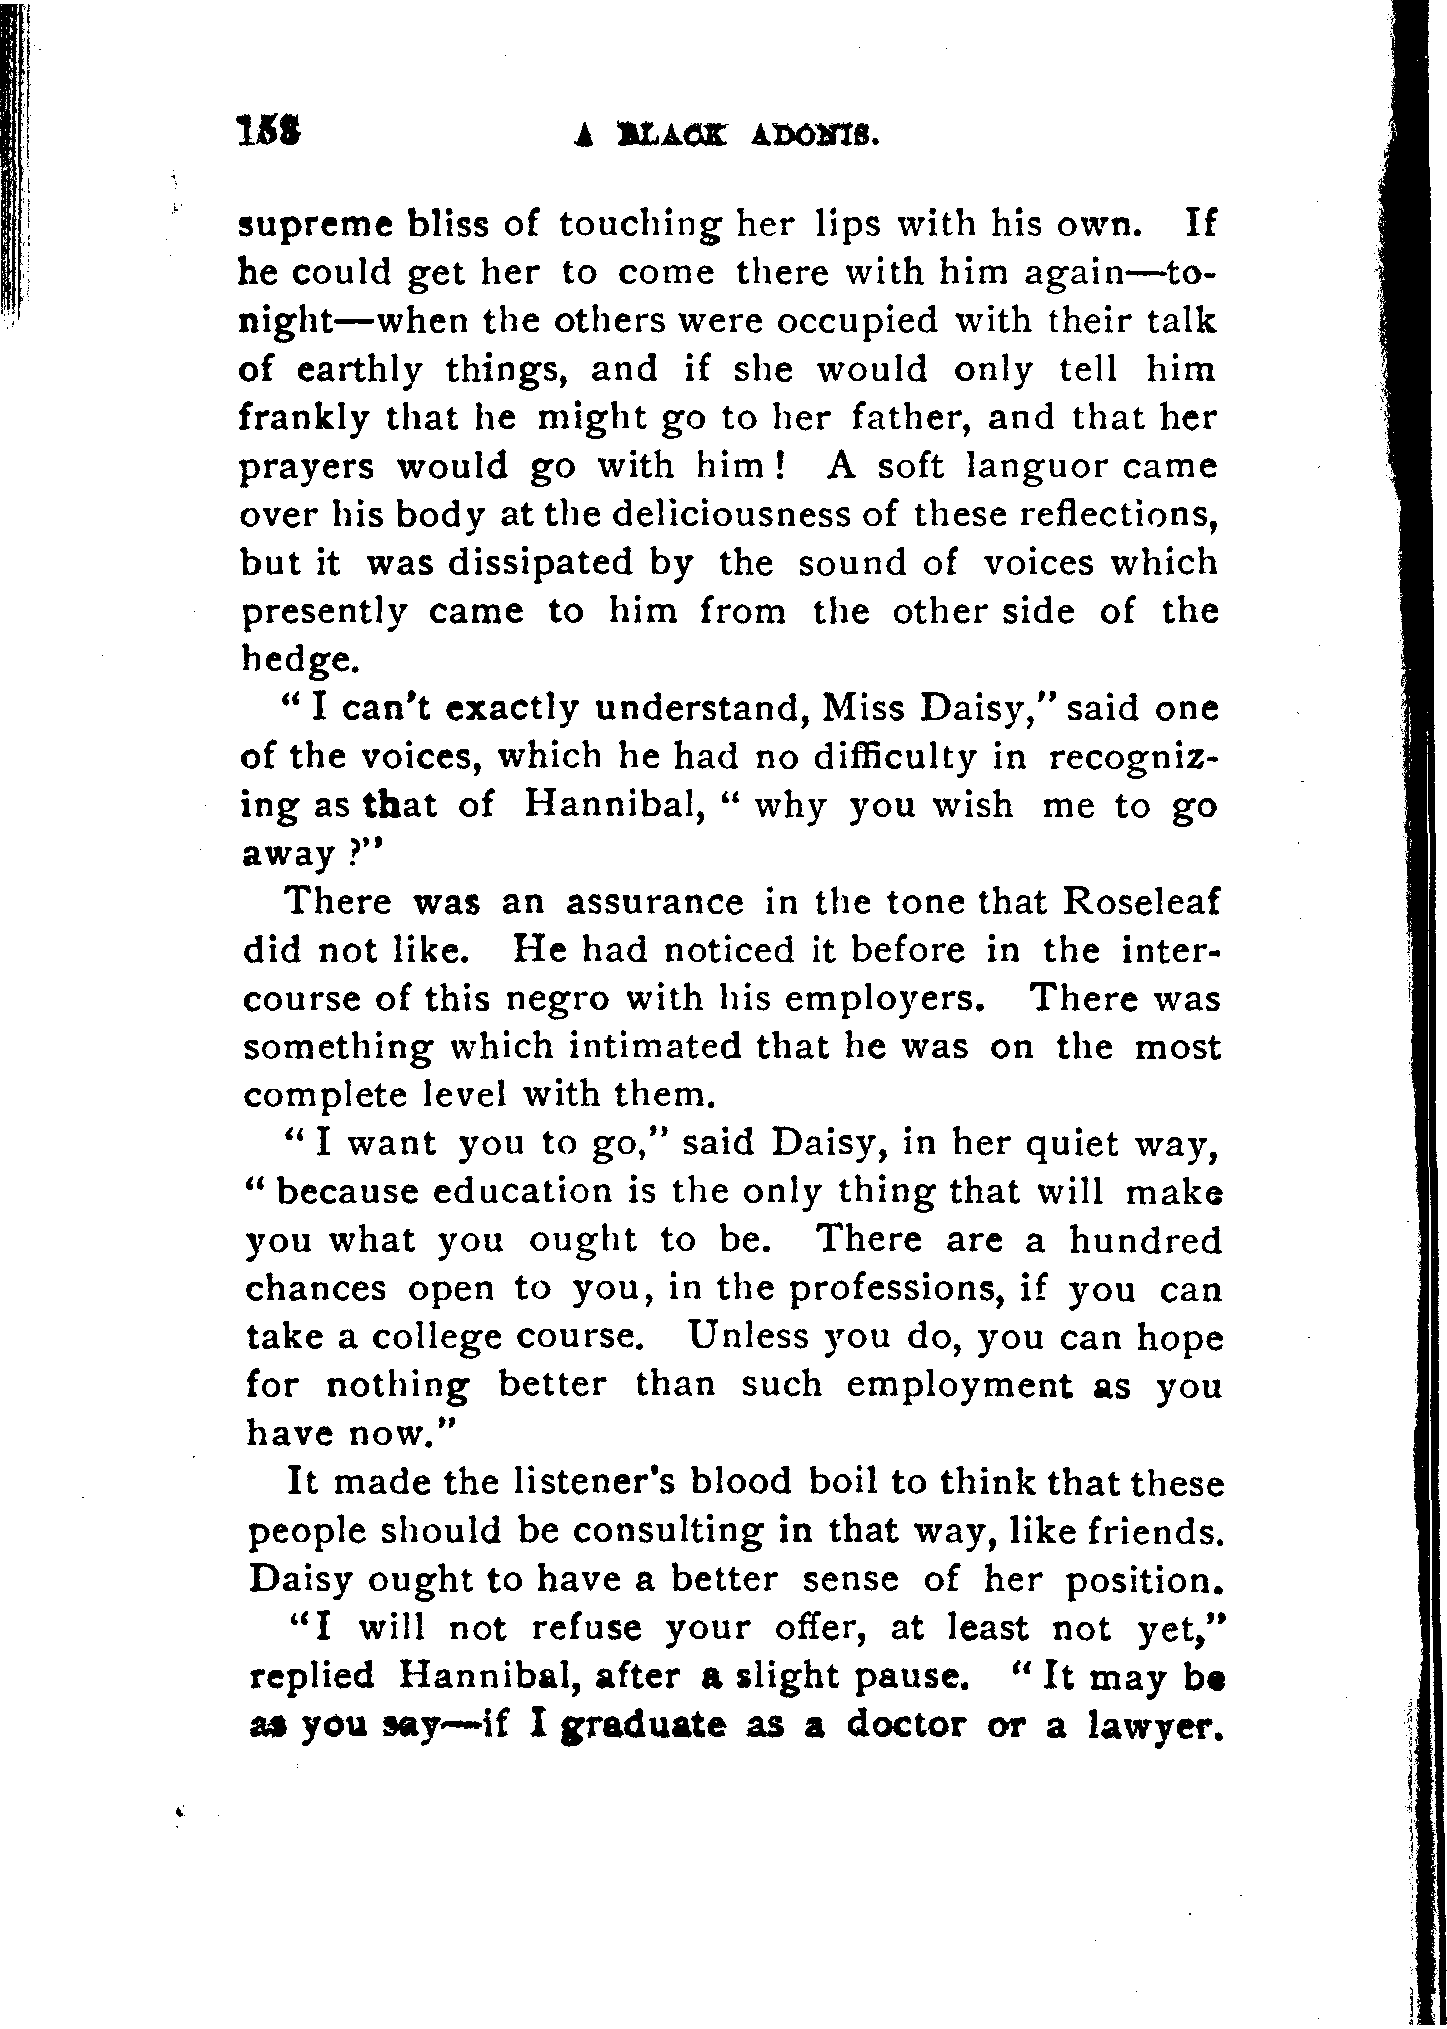 158 A BLACK ADONIS.
supreme bliss of touching her lips with his own. If
he could get her to come there with him again—to-
night—when the others were occupied with their talk
of earthly things, and if she would only tell him
frankly that he might go to her father, and that her
prayers would go with him! A soft languor came
over his body at the deliciousness of these reflections,
but it was dissipated by the sound of voices which
presently came to him from the other side of the
hedge.
"I can't exactly understand, Miss Daisy," said one
of the voices, which he had no difficulty in recogniz-
ing as that of Hannibal, "why you wish me to go
away?"
There was an assurance in the tone that Roseleaf
did not like. He had noticed it before in the inter-
course of this negro with his employers. There was
something which intimated that he was on the most
complete level with them.
"I want you to go," said Daisy, in her quiet way,
"because education is the only thing that will make
you what you ought to be. There are a hundred
chances open to you, in the professions, if you can
take a college course. Unless you do, you can hope
for nothing better than such employment as you
have now."
It made the listener's blood boil to think that these
people should be consulting in that way, like friends.
Daisy ought to have a better sense of her position.
"I will not refuse your offer, at least not yet,"
replied Hannibal, after a slight pause. "It may be
as you say—if I graduate as a doctor or a lawyer.